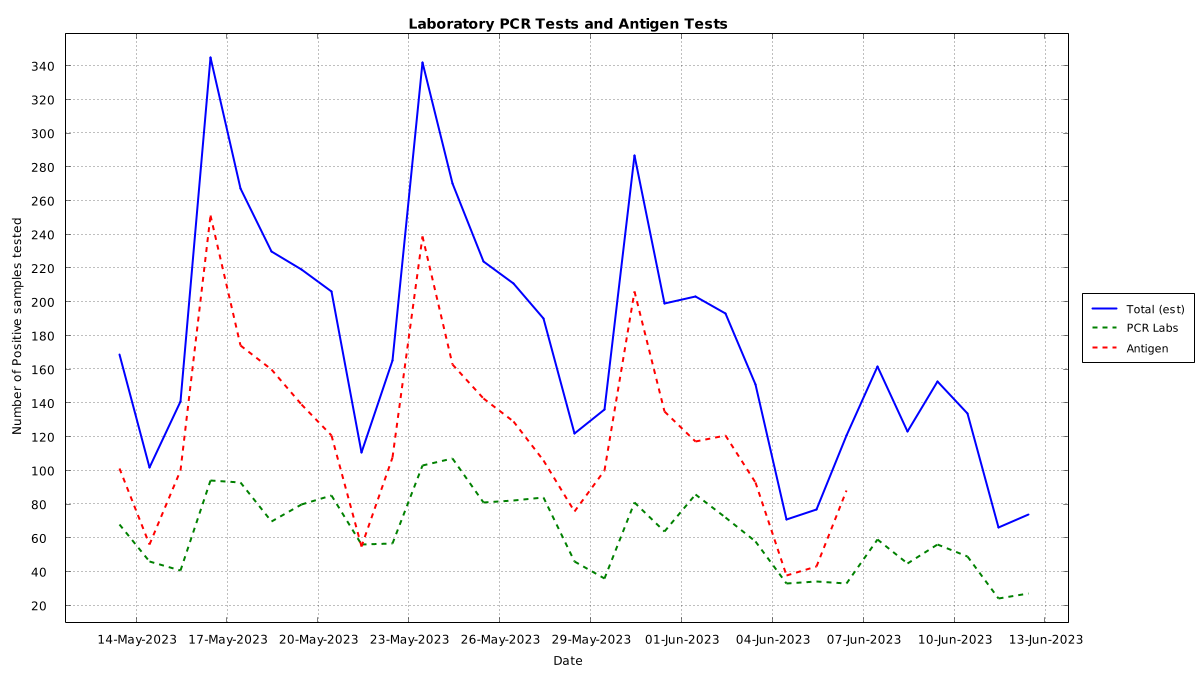 Laboratory PCR Tests and Antigen Tests
Number of Positive samples tested
340
320
300
280
260
240
220
200
180
160
140
120
100
80
60
40
20
14-May-2023 17-May-2023 20-May-2023 23-May-2023 26-May-2023 29-May-2023 01-Jun-2023 04-Jun-2023 07-Jun-2023 10-Jun-2023 13-Jun-2023
Date
Total (est)
PCR Labs
Antigen